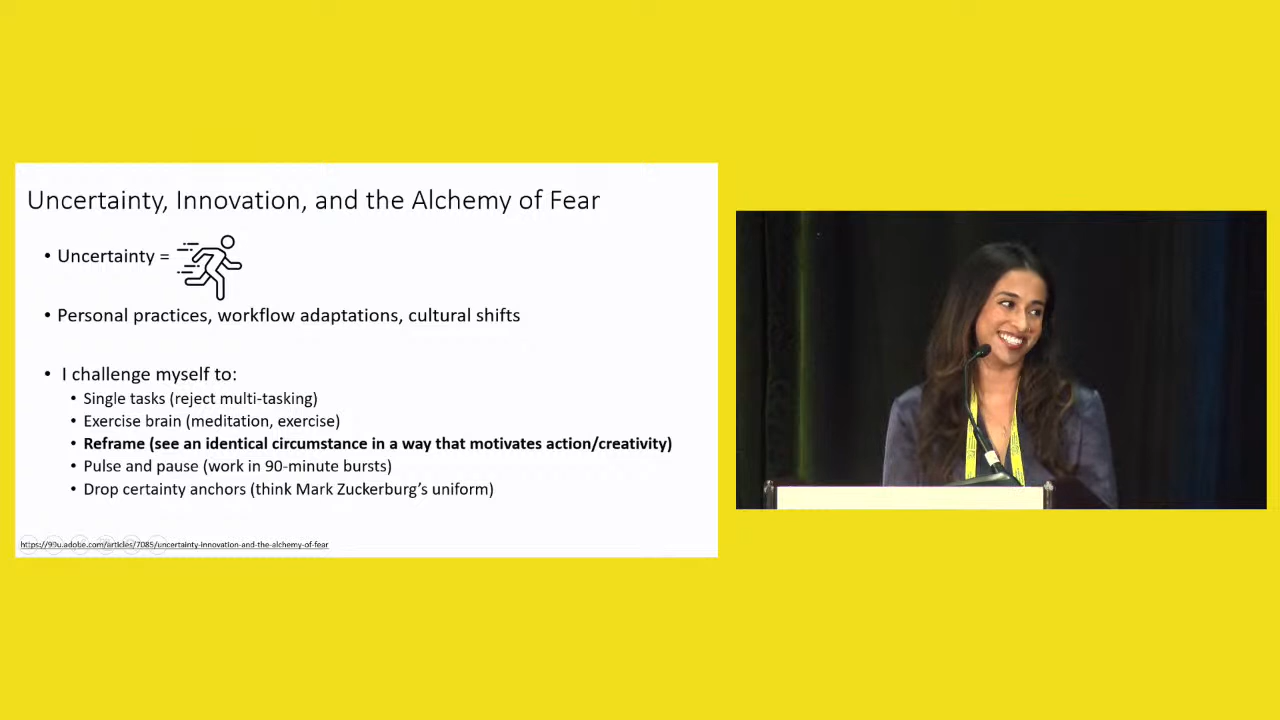 Uncertainty, Innovation, and the Alchemy of Fear
• Uncertainty =
• Personal practices, workflow adaptations, cultural shifts
• I challenge myself to:
• Single tasks (reject multi-tasking)
• Exercise brain (meditation, exercise)
• Reframe (see an identical circumstance in a way that motivates action/creativity)
• Pulse and pause (work in 90-minute bursts)
• Drop certainty anchors (think Mark Zuckerburg's uniform)
https://99u.adobe.com/articles/7085/uncertainty-innovation-and-the-alchemy-of-fear